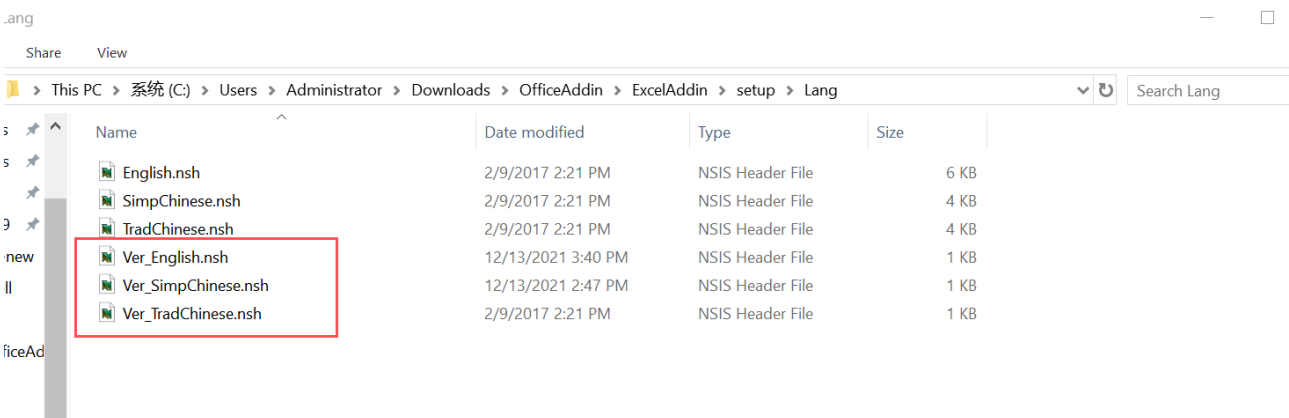 Lang
Share View
This PC > 系统 (C:) > Users > Administrator > Downloads > OfficeAddin > ExcelAddin > setup > Lang Search Lang
Name Date modified Type Size
English.nsh 2/9/2017 2:21 PM NSIS Header File 6 KB
SimpChinese.nsh 2/9/2017 2:21 PM NSIS Header File 4 KB
TradChinese.nsh 2/9/2017 2:21 PM NSIS Header File 4 KB
-new Ver_English.nsh 12/13/2021 3:40 PM NSIS Header File 1 KB
Ver_SimpChinese.nsh 12/13/2021 2:47 PM NSIS Header File 1 KB
Ver_TradChinese.nsh 2/9/2017 2:21 PM NSIS Header File 1 KB
ficeAd